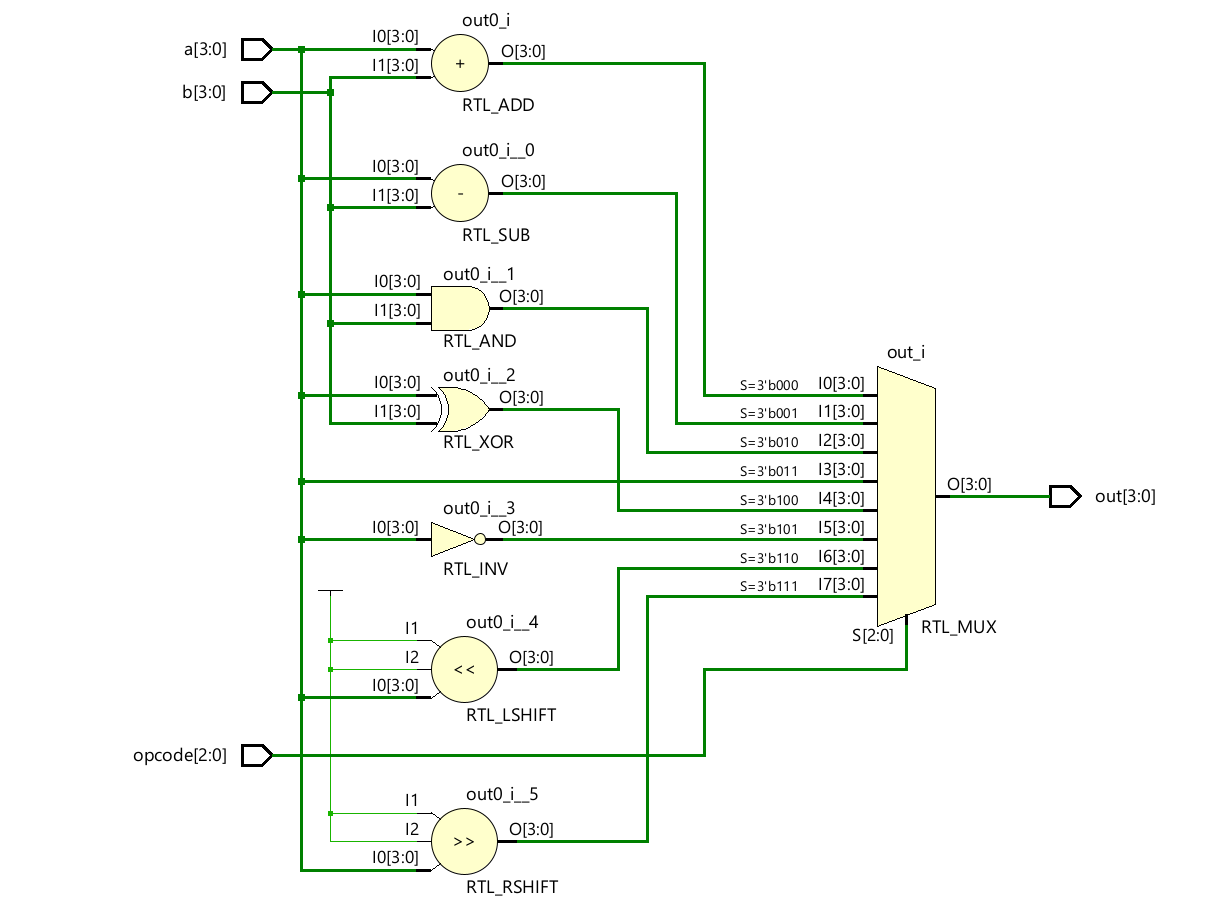 out0_i
a[3:0]
I0[3:0]
O[3:0]
I1[3:0]
+
b[3:0]
RTL_ADD
out0_i__0
I0[3:0]
O[3:0]
I1[3:0]
-
RTL_SUB
out0_i__1
I0[3:0]
O[3:0]
I1[3:0]
RTL_AND
out0_i__2
I0[3:0]
O[3:0]
I1[3:0]
RTL_XOR
out_i
S=3'b000 I0[3:0]
S=3'b001 I1[3:0]
S=3'b010 I2[3:0]
S=3'b011 I3[3:0]
S=3'b100 I4[3:0]
S=3'b101 I5[3:0]
S=3'b110 I6[3:0]
S=3'b111 I7[3:0]
O[3:0]
out[3:0]
S[2:0]
RTL_MUX
out0_i__3
I0[3:0]
O[3:0]
RTL_INV
out0_i__4
I1
I2
O[3:0]
<<
I0[3:0]
RTL_LSHIFT
opcode[2:0]
out0_i__5
I1
I2
O[3:0]
>>
I0[3:0]
RTL_RSHIFT